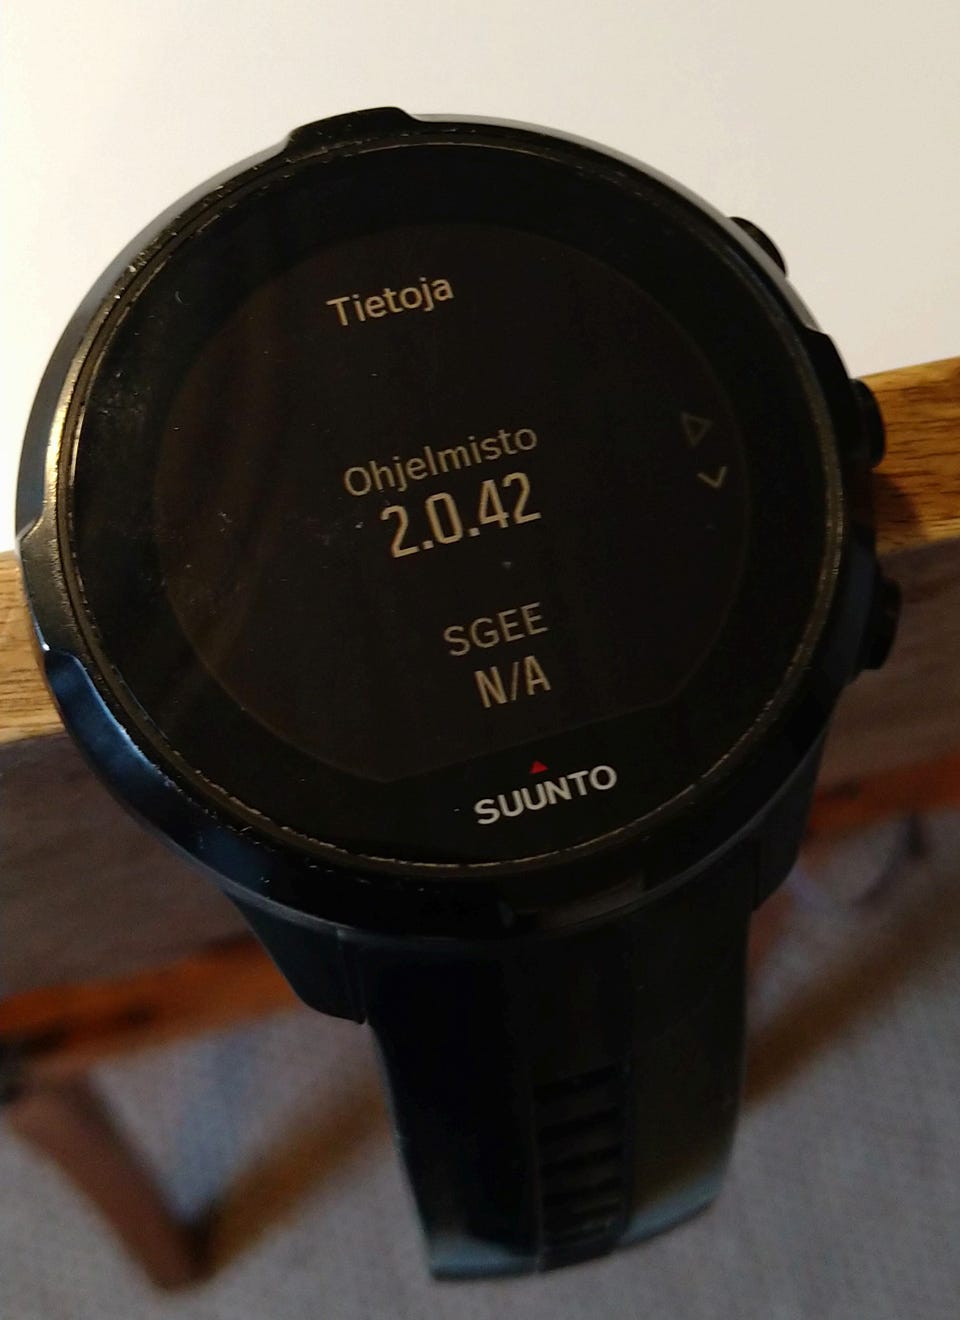 Tietoja
Ohjelmisto
2.0.42
SGEE
N/A
SUUNTO